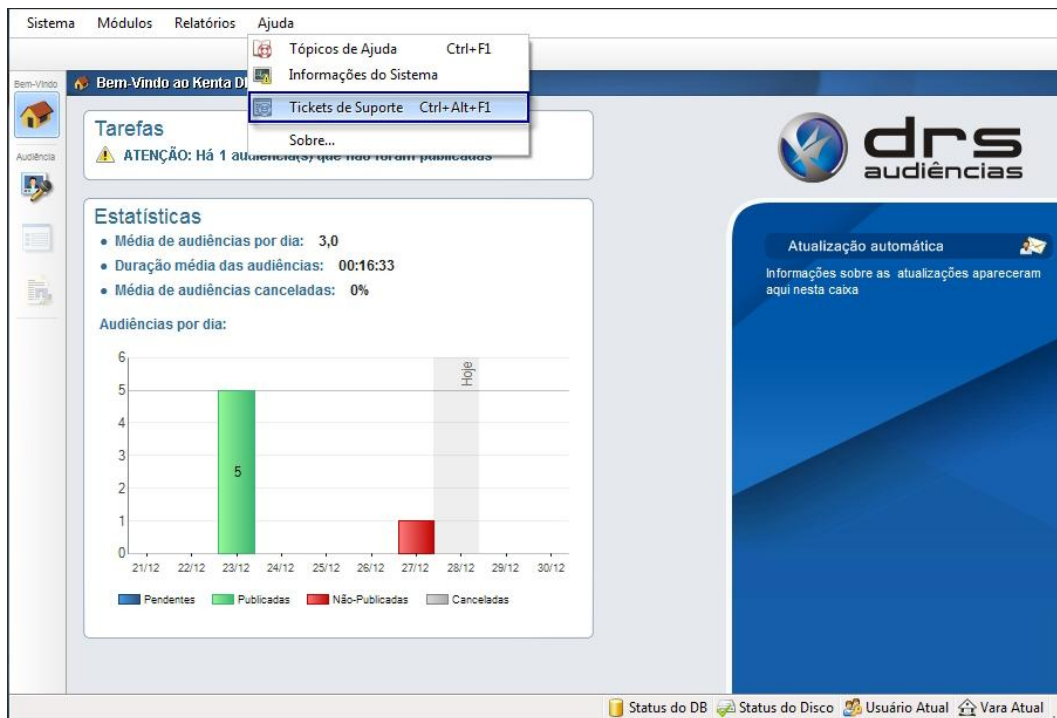 Sistema Módulos Relatórios Ajuda
Tópicos de Ajuda Ctrl+F1
Informações do Sistema
Tickets de Suporte Ctrl+Alt+F1
Sobre...
Bem-Vindo
Bem-Vindo ao Kenta
Audiência
Tarefas
ATENÇÃO: Há 1 audiência(s) que não foram publicadas
drs
audiências
Estatísticas
• Média de audiências por dia: 3,0
• Duração média das audiências: 00:16:33
• Média de audiências canceladas: 0%
Audiências por dia:
6
5
4
3
2
1
0
5
Hoje
21/12 22/12 23/12 24/12 25/12 26/12 27/12 28/12 29/12 30/12
Pendentes Publicadas Não-Publicadas Canceladas
Atualização automática
Informações sobre as atualizações apareceram
aqui nesta caixa
Status do DB Status do Disco Usuário Atual Vara Atual